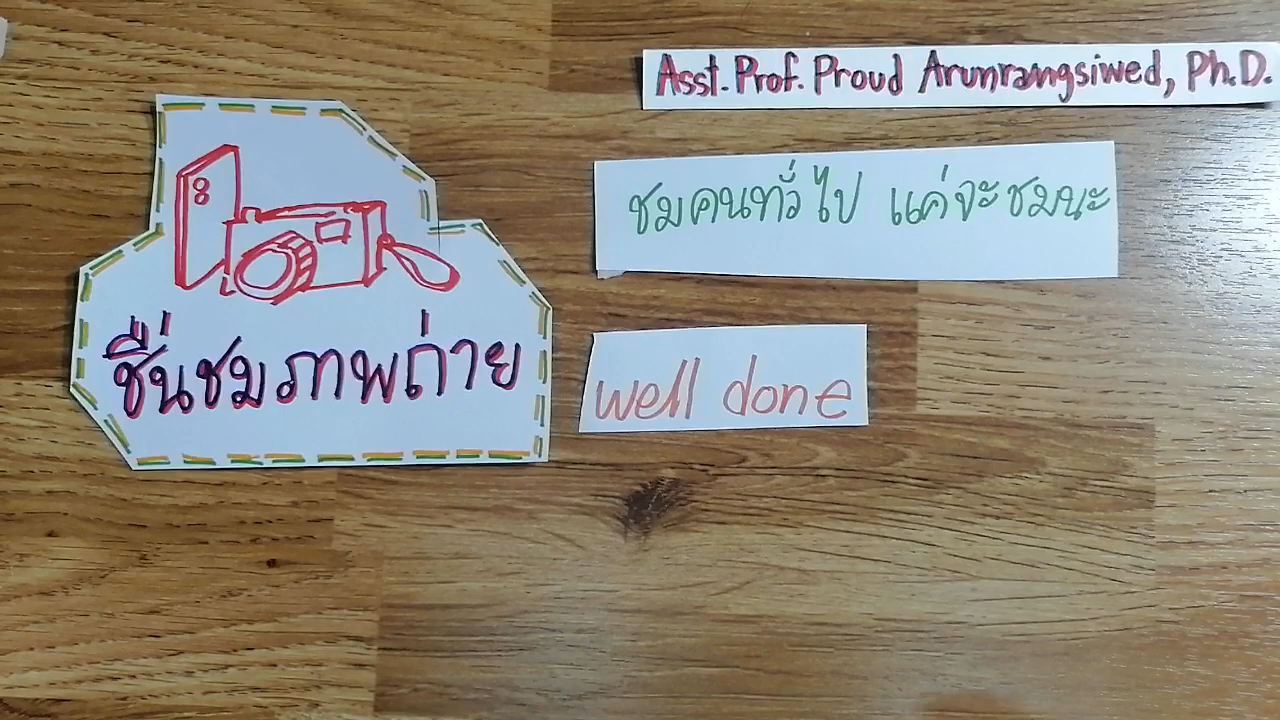 Asst. Prof. Proud Arunrangsiwed, Ph.D.
ชื่นชมภาพถ่าย
ชมคนทั่วไป แค่จะชมนะ
well done